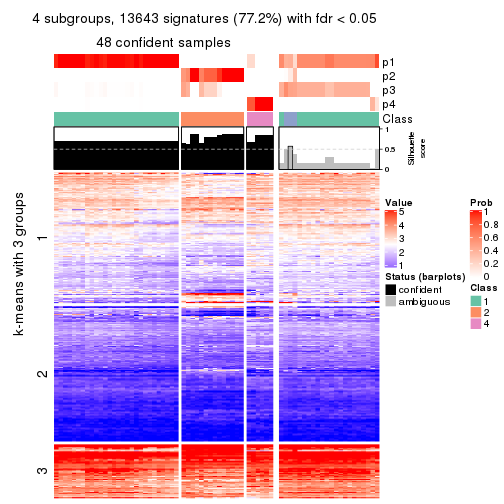 4 subgroups, 13643 signatures (77.2%) with fdr < 0.05
48 confident samples
p1
p2
p3
p4
Class
1
0.5
0
Silhouette
score
k-means with 3 groups
1
2
3
Value
5
4
3
2
1
Status (barplots)
confident
ambiguous
Prob
1
0.8
0.6
0.4
0.2
0
Class
1
2
4